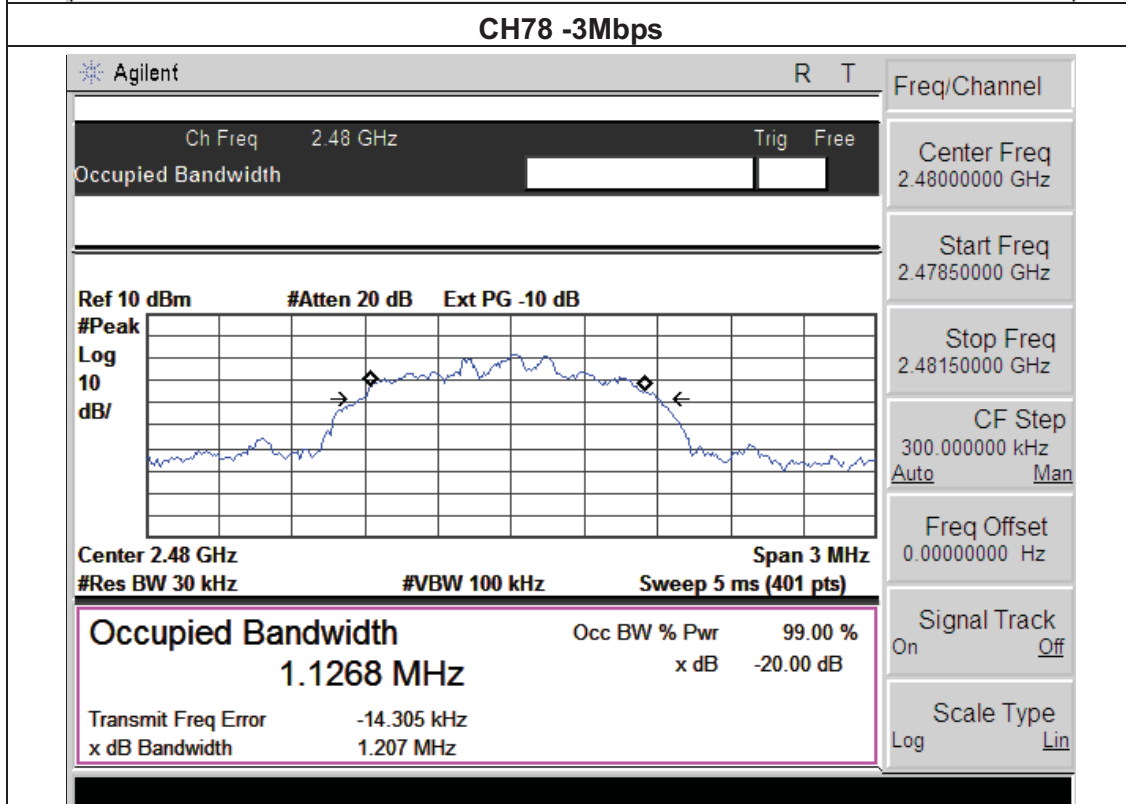 CH78 -3Mbps
Agilent R T
Ch Freq 2.48 GHz Trig Free
Occupied Bandwidth
Ref 10 dBm #Atten 20 dB Ext PG -10 dB
#Peak
Log
10
dB/
Center 2.48 GHz Span 3 MHz
#Res BW 30 kHz #VBW 100 kHz Sweep 5 ms (401 pts)
Occupied Bandwidth Occ BW % Pwr 99.00 %
1.1268 MHz x dB -20.00 dB
Transmit Freq Error -14.305 kHz
x dB Bandwidth 1.207 MHz
Freq/Channel
Center Freq
2.48000000 GHz
Start Freq
2.47850000 GHz
Stop Freq
2.48150000 GHz
CF Step
300.000000 kHz
Auto Man
Freq Offset
0.00000000 Hz
Signal Track
On Off
Scale Type
Log Lin